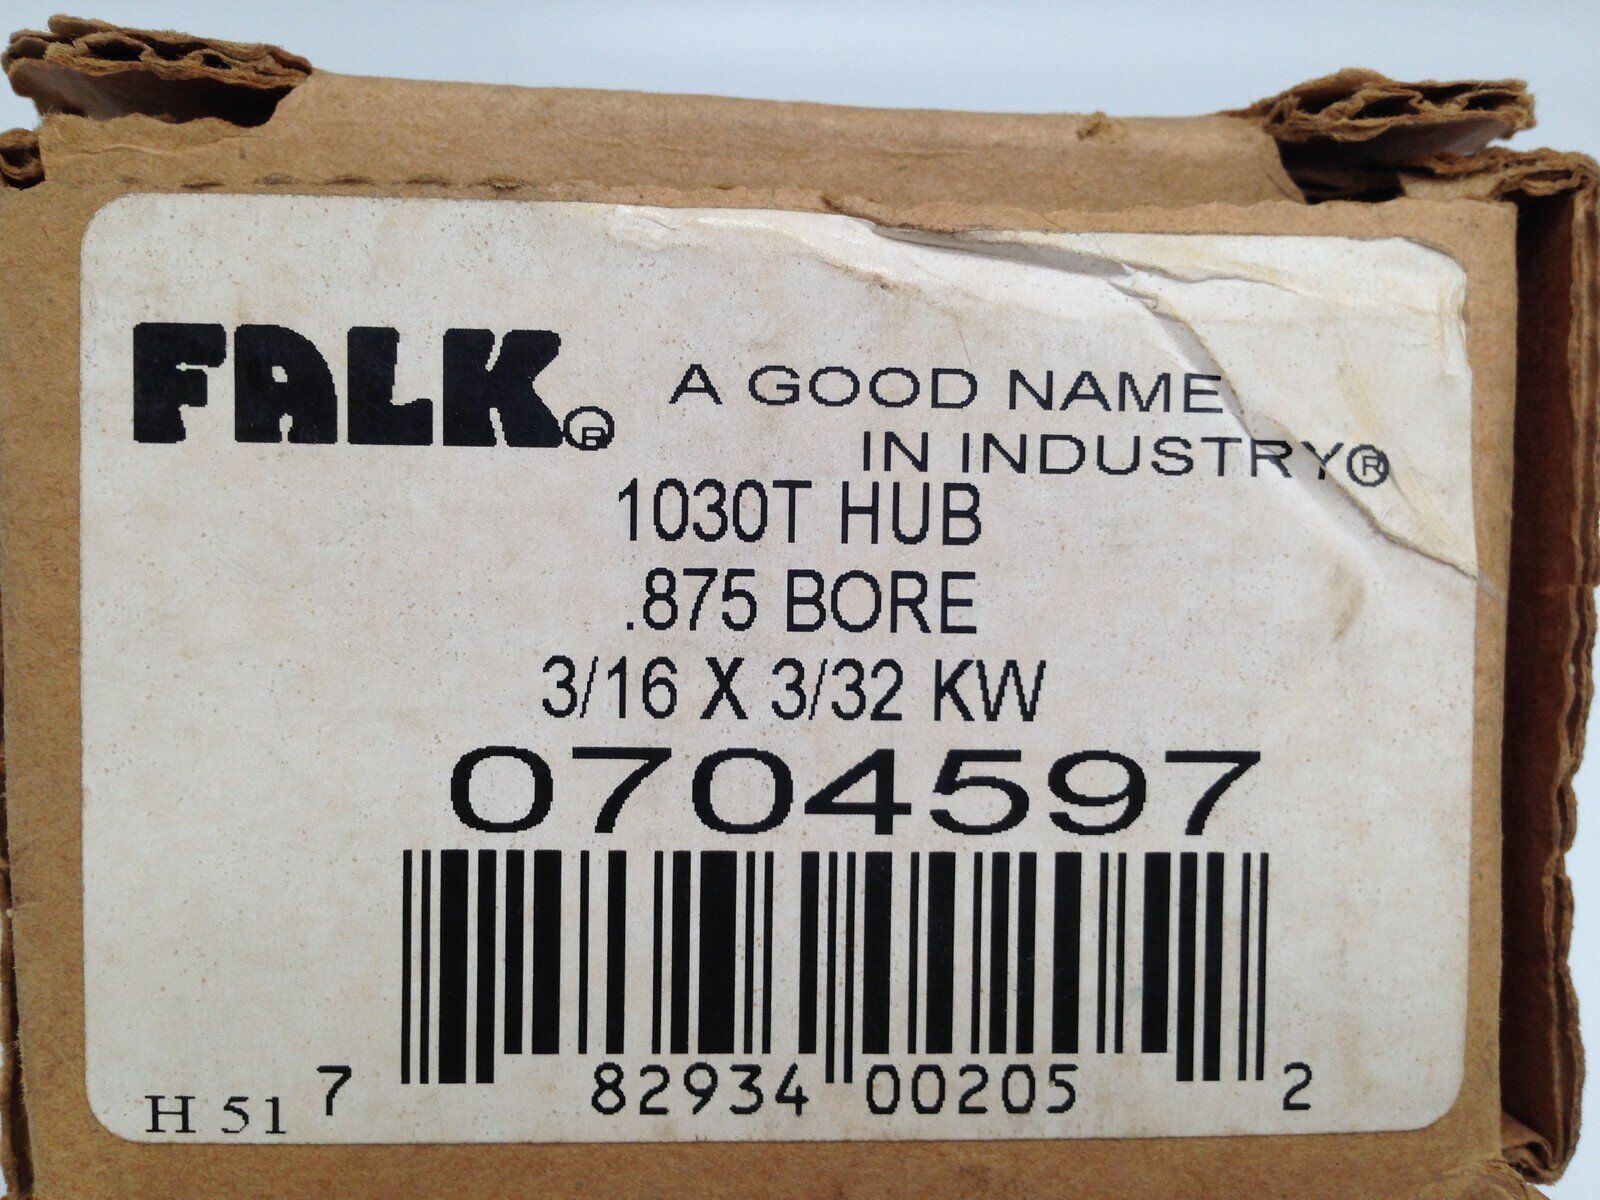 FALK® A GOOD NAME
IN INDUSTRY®
1030T HUB
.875 BORE
3/16 X 3/32 KW
0704597
H 51 7 82934 00205 2